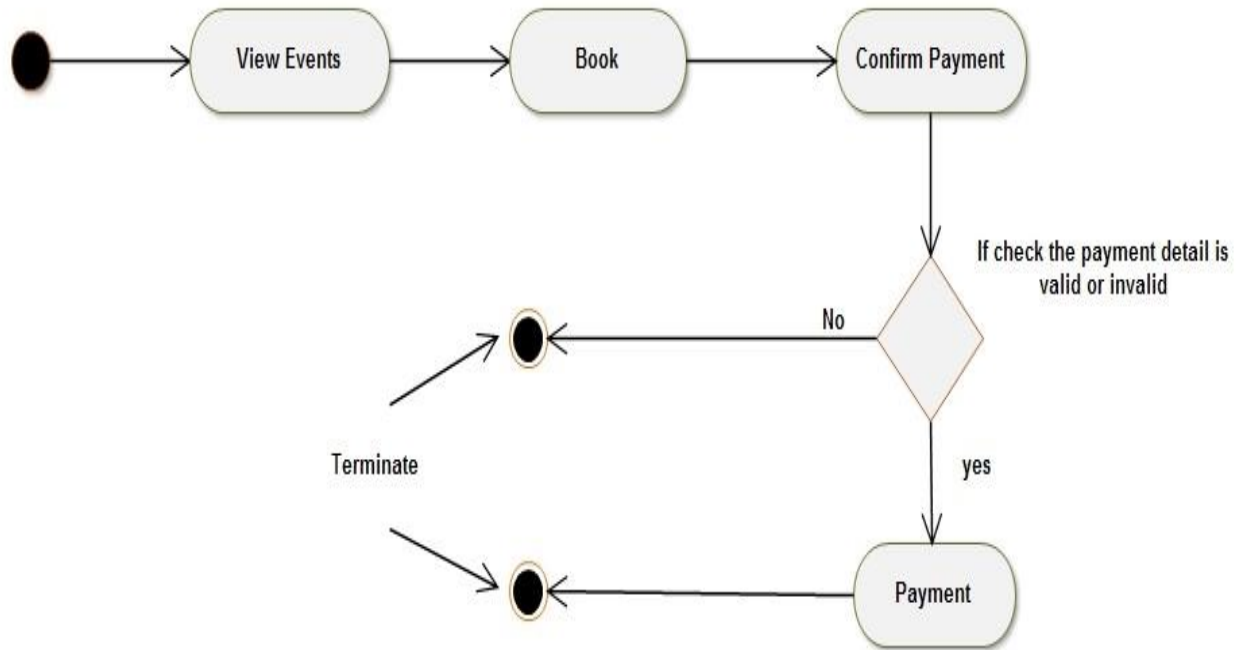 View Events
Book
Confirm Payment
If check the payment detail is
valid or invalid
No
Terminate
yes
Payment